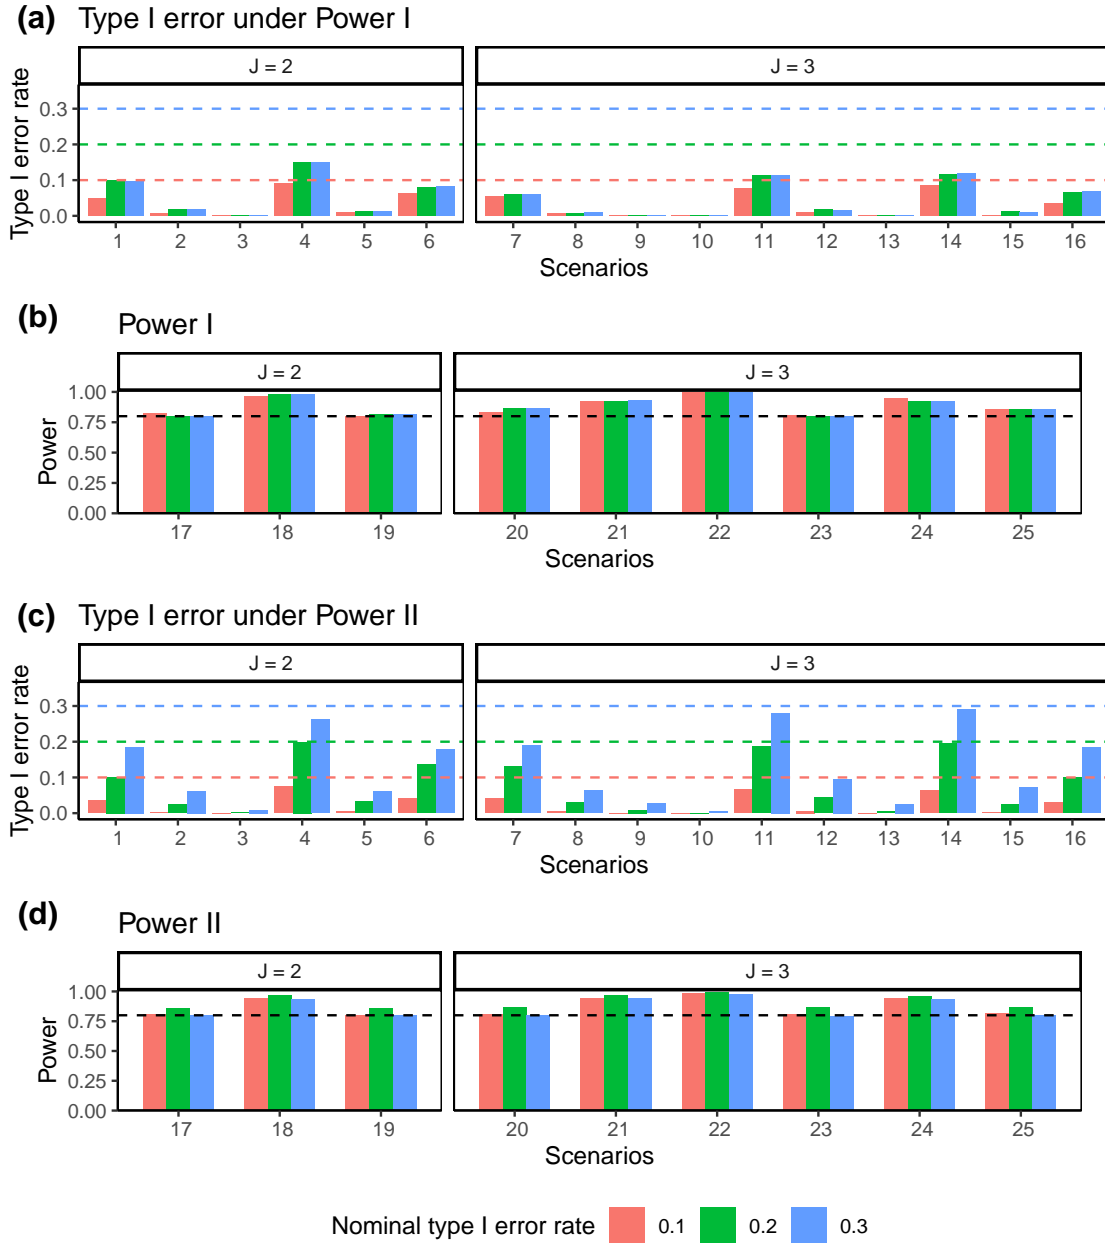 (a) Type I error under Power I
J = 2
J = 3
Type I error rate
0.3
0.2
0.1
0.0
1 2 3 4 5 6 7 8 9 10 11 12 13 14 15 16
Scenarios
(b) Power I
J = 2
J = 3
Power
1.00
0.75
0.50
0.25
0.00
17 18 19 20 21 22 23 24 25
Scenarios
(c) Type I error under Power II
J = 2
J = 3
Type I error rate
0.3
0.2
0.1
0.0
1 2 3 4 5 6 7 8 9 10 11 12 13 14 15 16
Scenarios
(d) Power II
J = 2
J = 3
Power
1.00
0.75
0.50
0.25
0.00
17 18 19 20 21 22 23 24 25
Scenarios
Nominal type I error rate 0.1 0.2 0.3